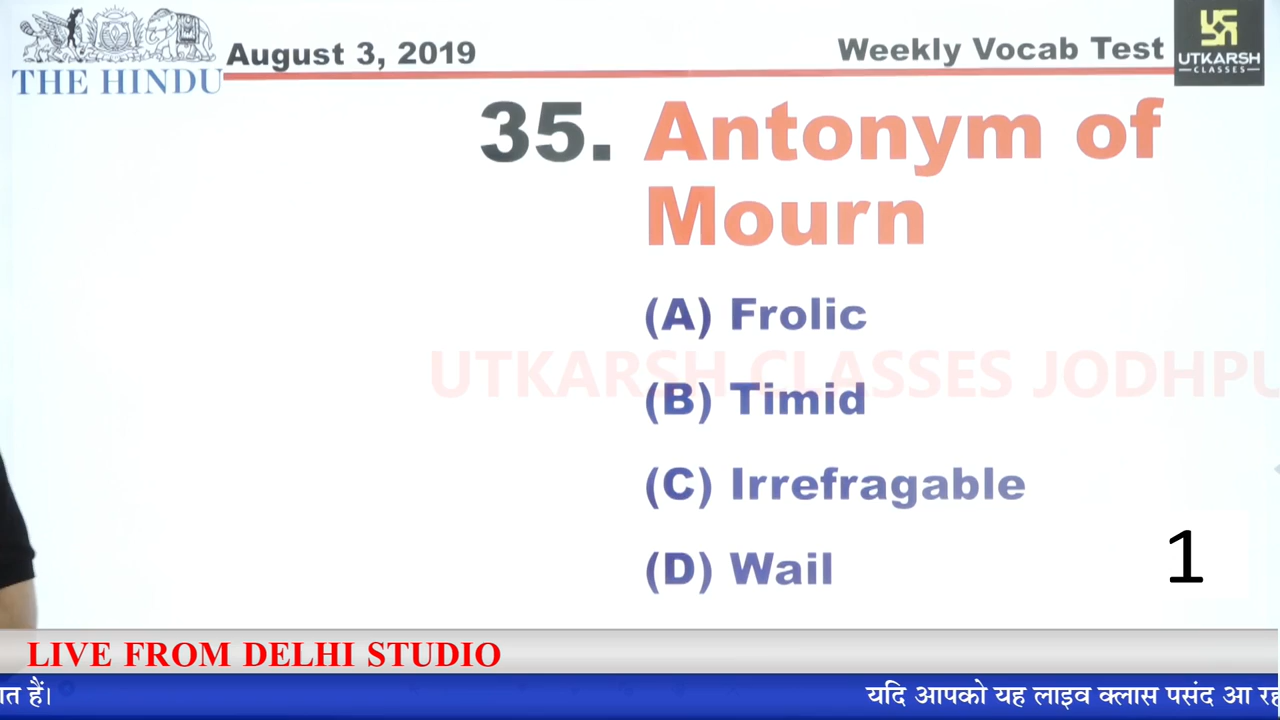 THE HINDU
August 3, 2019
Weekly Vocab Test
UTKARSH
CLASSES
35. Antonym of
Mourn
(A) Frolic
UTKARSH CLASSES JODHPU
(B) Timid
(C) Irrefragable
(D) Wail
1
LIVE FROM DELHI STUDIO
त हैं।
यदि आपको यह लाइव क्लास पसंद आ रह